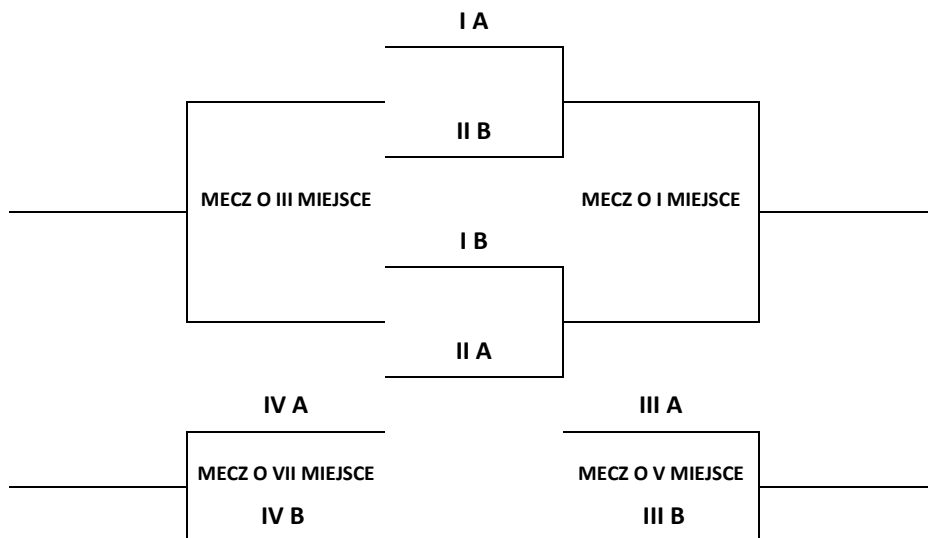 I A
II B
MECZ O III MIEJSCE
MECZ O I MIEJSCE
I B
II A
IV A
III A
MECZ O VII MIEJSCE
MECZ O V MIEJSCE
IV B
III B